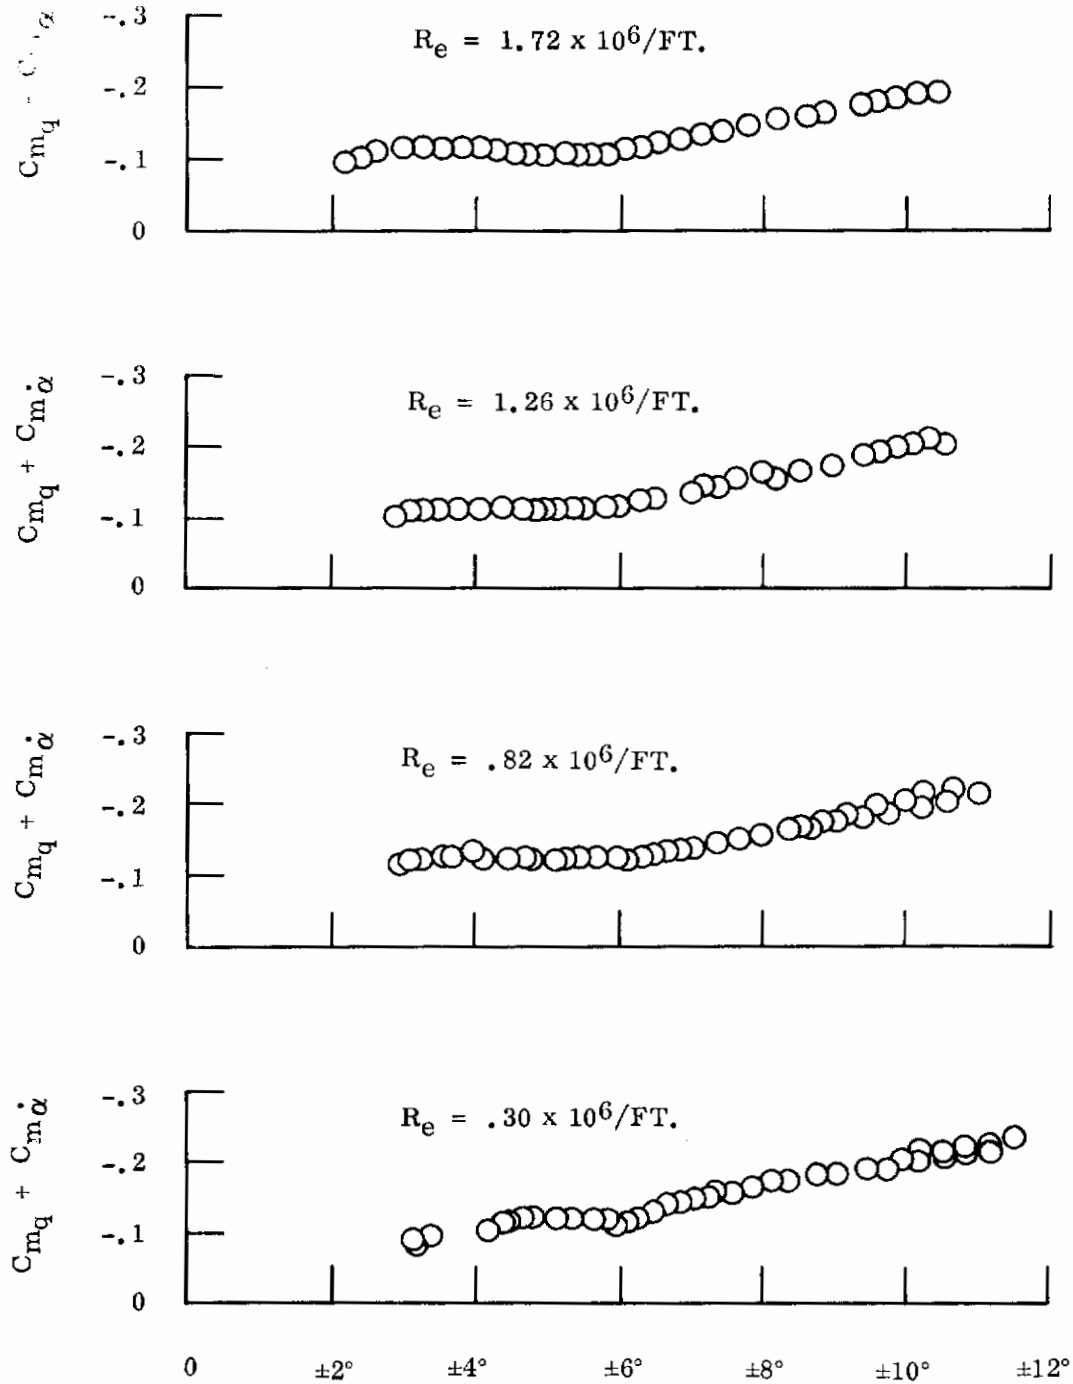 -.3
Re = 1.72 x 10^6/FT.
-.2
Cmq
-.1
0
-.3
Re = 1.26 x 10^6/FT.
-.2
Cmq + Cmα̇
-.1
0
-.3
Re = .82 x 10^6/FT.
-.2
Cmq + Cmα̇
-.1
0
-.3
Re = .30 x 10^6/FT.
-.2
Cmq + Cmα̇
-.1
0
0 ±2° ±4° ±6° ±8° ±10° ±12°